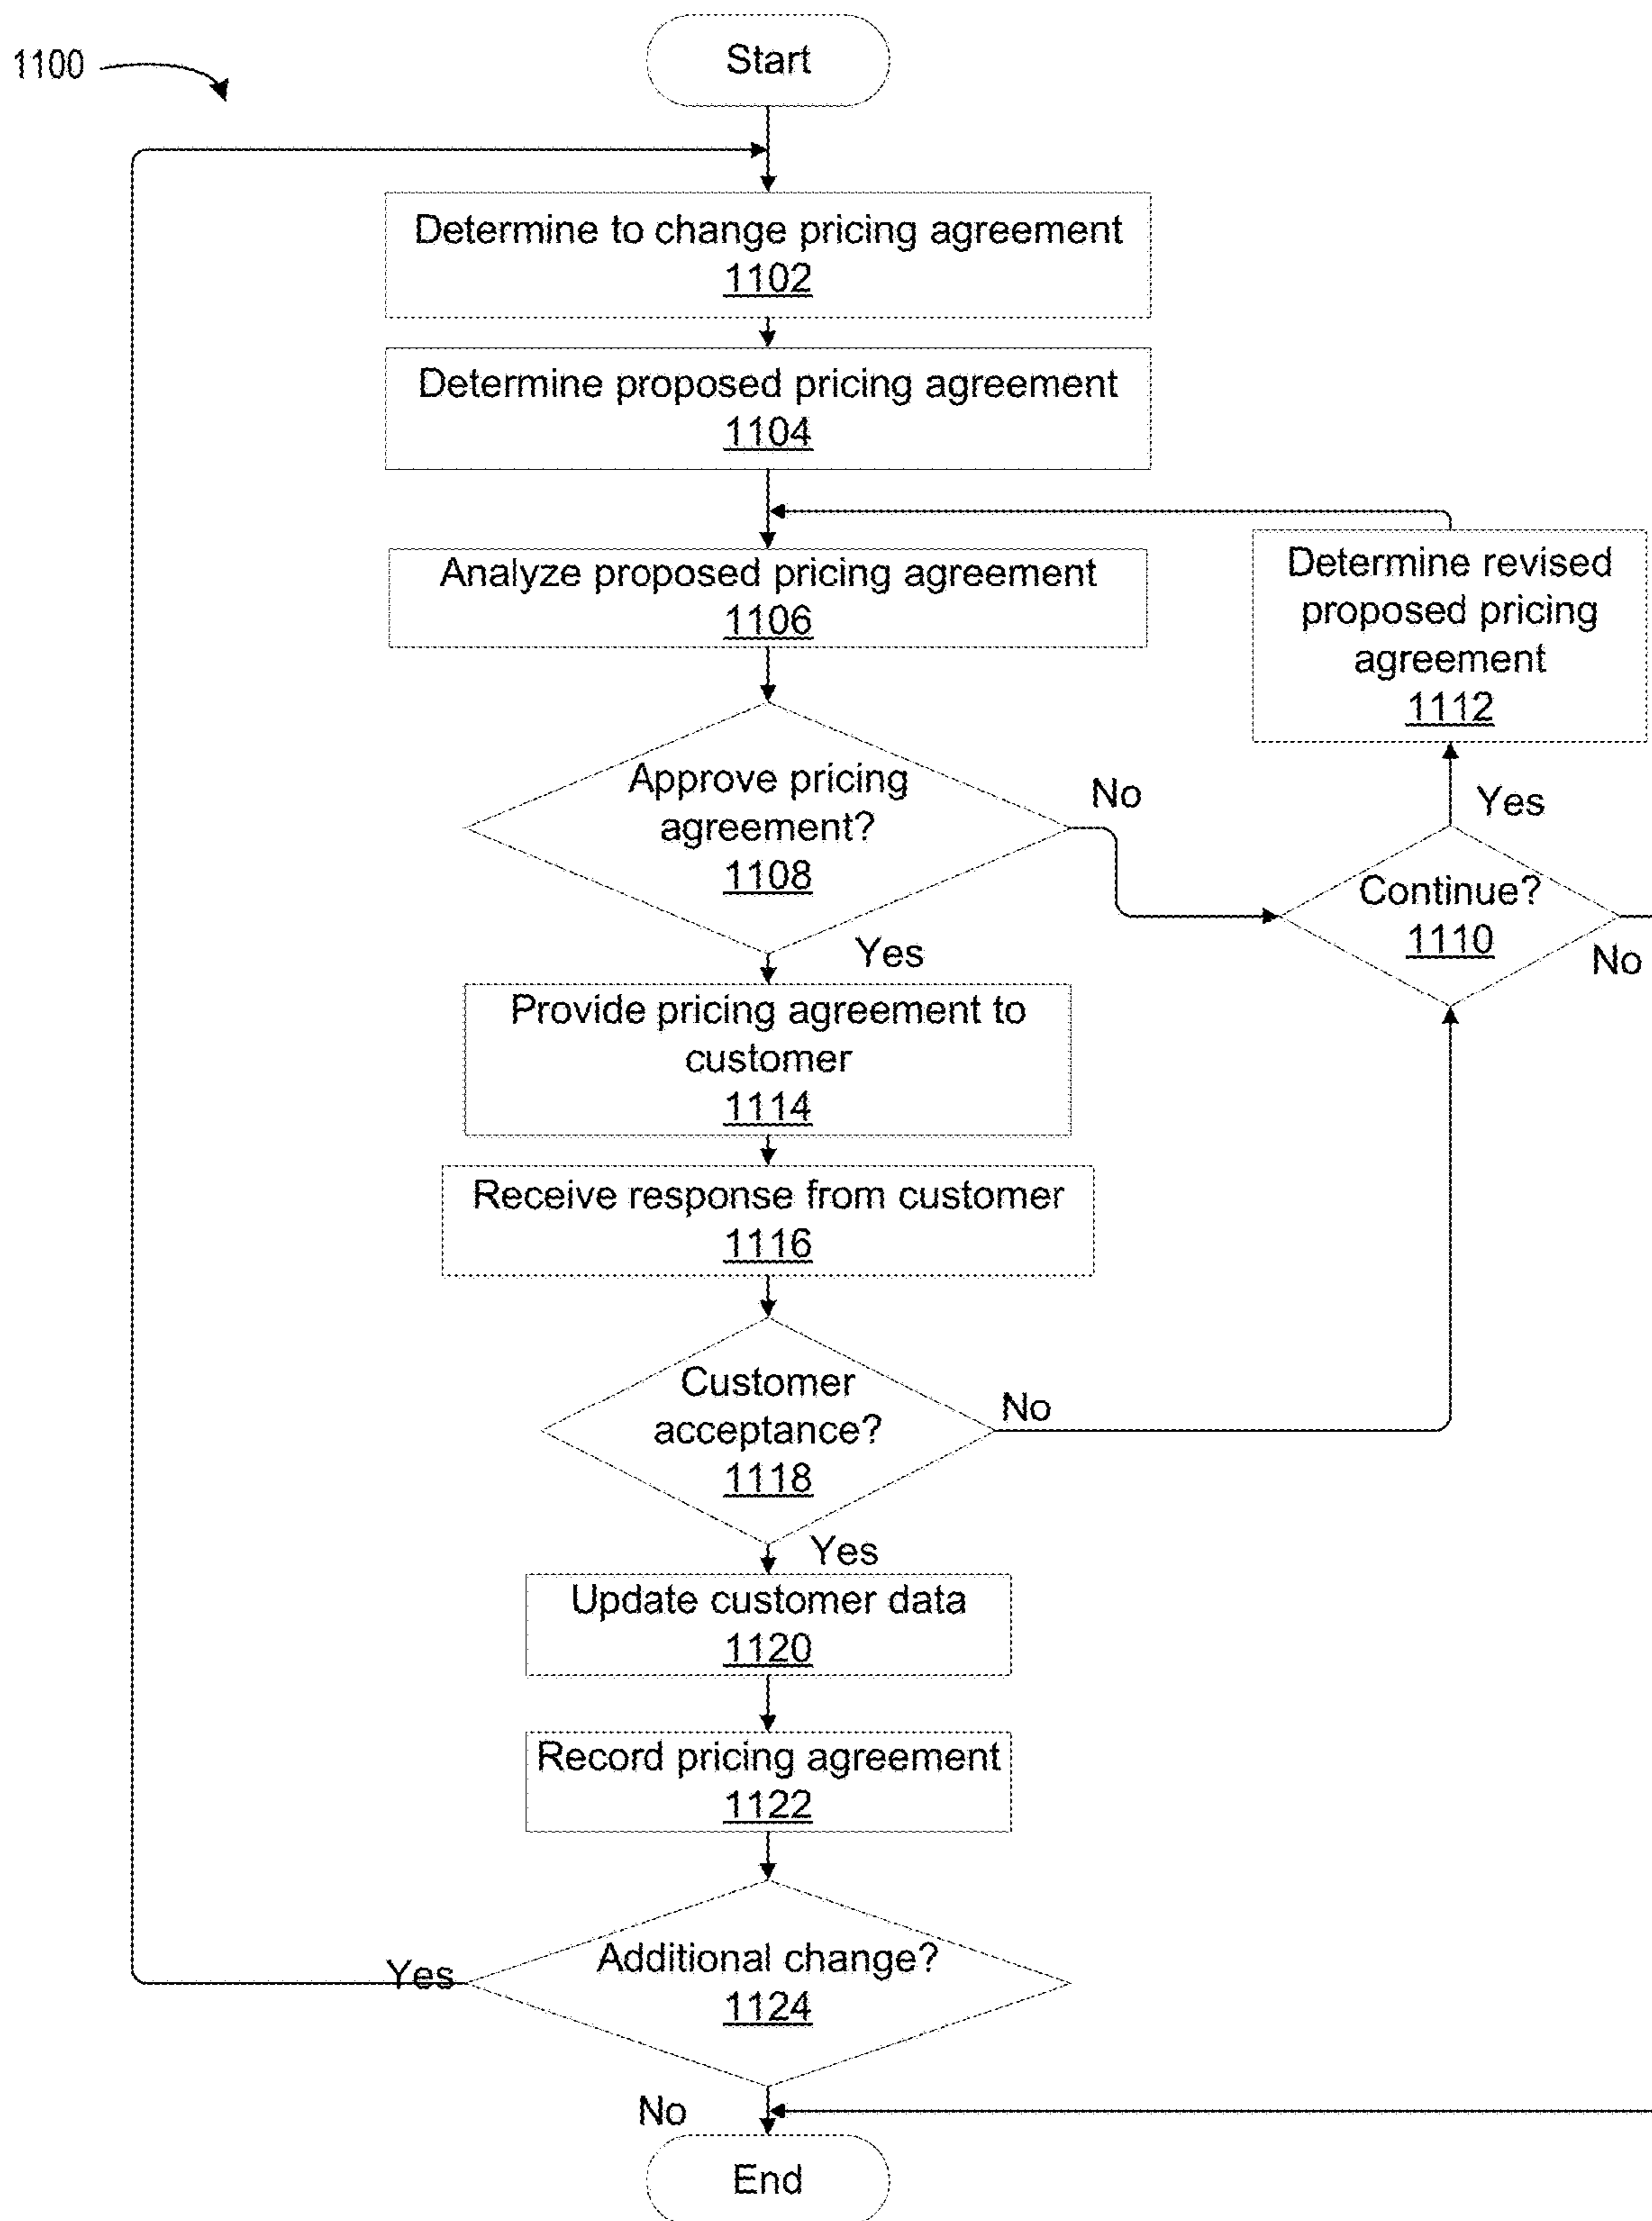 1100
Start
Determine to change pricing agreement
1102
Determine proposed pricing agreement
1104
Analyze proposed pricing agreement
1106
Determine revised
proposed pricing
agreement
1112
Approve pricing
agreement?
1108
No
Yes
Continue?
1110
No
Yes
Provide pricing agreement to
customer
1114
Receive response from customer
1116
Customer
acceptance?
1118
No
Yes
Update customer data
1120
Record pricing agreement
1122
Additional change?
1124
Yes
No
End